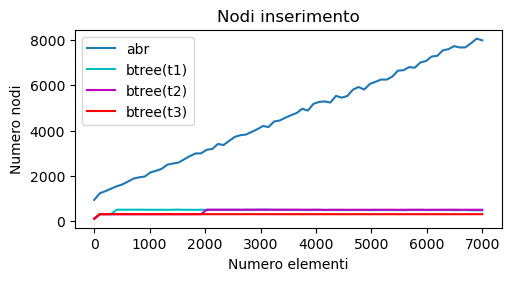 Nodi inserimento
8000
6000
4000
2000
0
Numero nodi
abr
btree(t1)
btree(t2)
btree(t3)
0 1000 2000 3000 4000 5000 6000 7000
Numero elementi